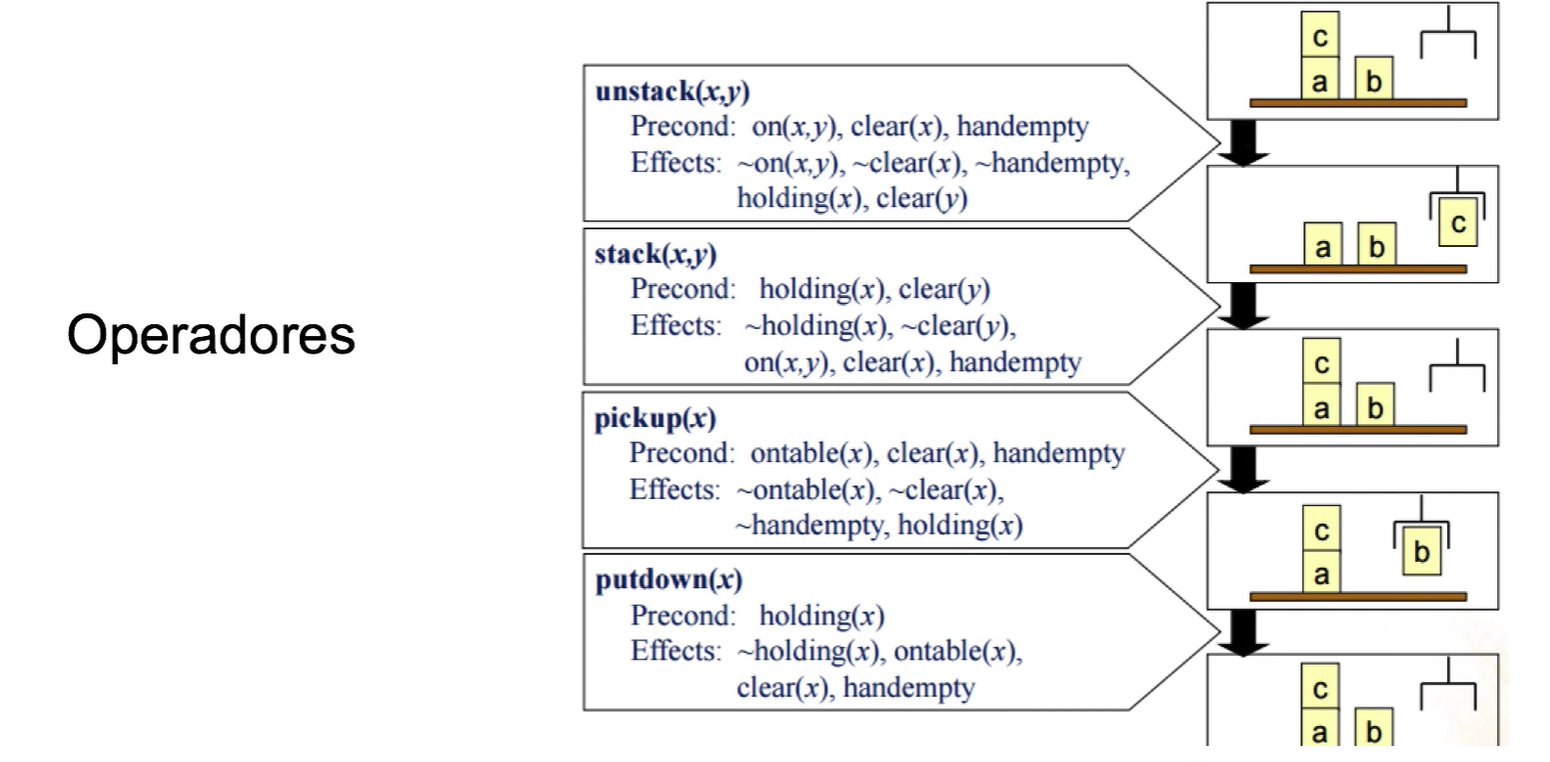 Operadores
unstack(x,y)
Precond: on(x,y), clear(x), handempty
Effects: ~on(x,y), ~clear(x), ~handempty,
holding(x), clear(y)
stack(x,y)
Precond: holding(x), clear(y)
Effects: ~holding(x), ~clear(y),
on(x,y), clear(x), handempty
pickup(x)
Precond: ontable(x), clear(x), handempty
Effects: ~ontable(x), ~clear(x),
~handempty, holding(x)
putdown(x)
Precond: holding(x)
Effects: ~holding(x), ontable(x),
clear(x), handempty
c
a b
c
a b
c
a b
c
b
a
c
a b